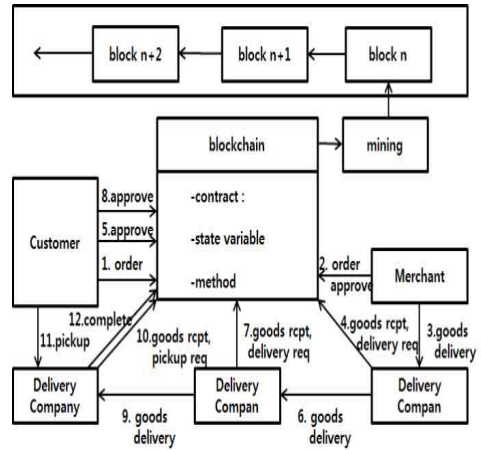 block n+2
block n+1
block n
blockchain
mining
-contract :
-state variable
-method
Customer
8.approve
5.approve
1. order
2. order
approve
Merchant
12.complete
11.pickup
10.goods rcpt,
pickup req
7.goods rcpt,
delivery req
4.goods rcpt,
delivery req
3.goods
delivery
Delivery
Company
Delivery
Compan
Delivery
Compan
9. goods
delivery
6. goods
delivery